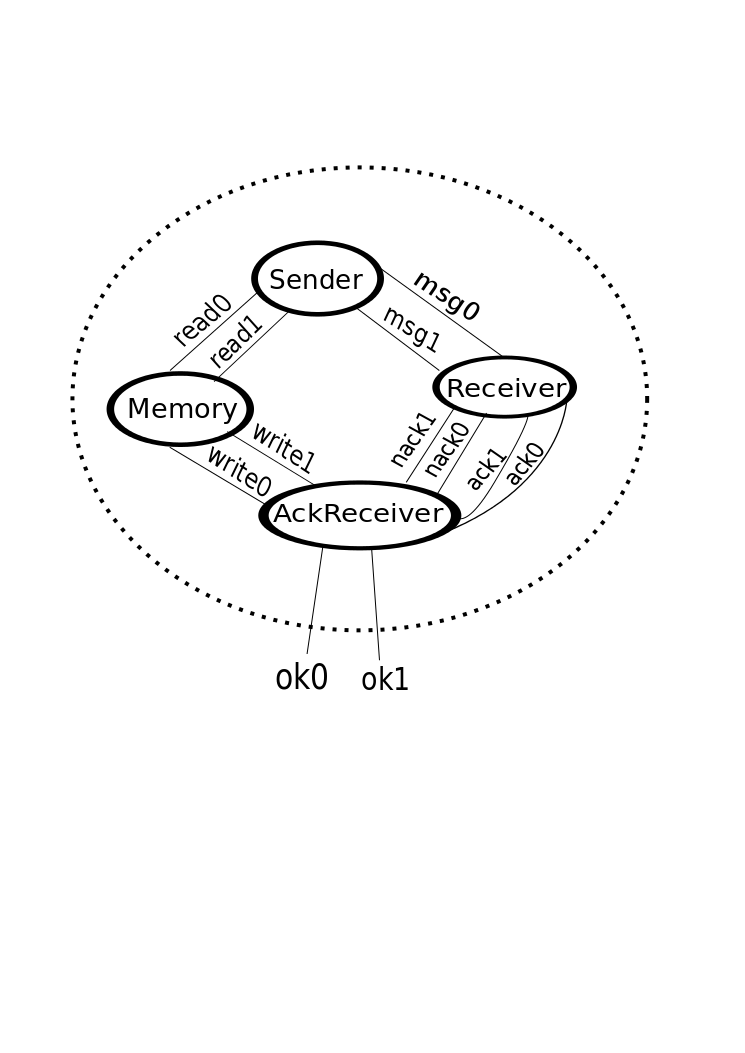 Sender
msg0
read0
msg1
read1
Receiver
Memory
nack1
write1
nack0
write0
ack1
ack0
AckReceiver
ok0
ok1